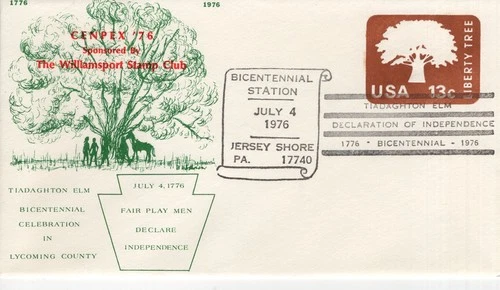 1776
1976
CENPEX '76
Sponsored By
The Williamsport Stamp Club
LIBERTY TREE
USA 13c
BICENTENNIAL
STATION
JULY 4
1976
JERSEY SHORE
PA. 17740
TIADAGHTON ELM
DECLARATION OF INDEPENDENCE
1776 · BICENTENNIAL - 1976
TIADAGHTON ELM
BICENTENNIAL
CELEBRATION
IN
LYCOMING COUNTY
JULY 4, 1776
FAIR PLAY MEN
DECLARE
INDEPENDENCE